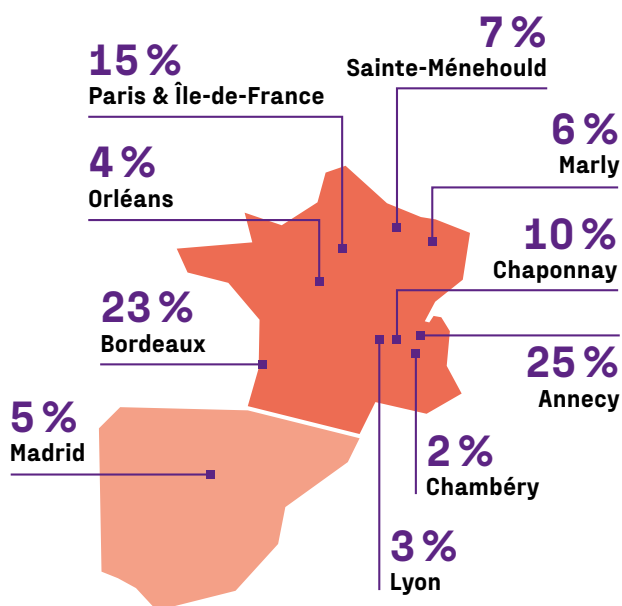 7 %
Sainte-Ménehould
15 %
Paris & Île-de-France
6 %
Marly
4 %
Orléans
10 %
Chaponnay
23 %
Bordeaux
25 %
Annecy
5 %
Madrid
2 %
Chambéry
3 %
Lyon